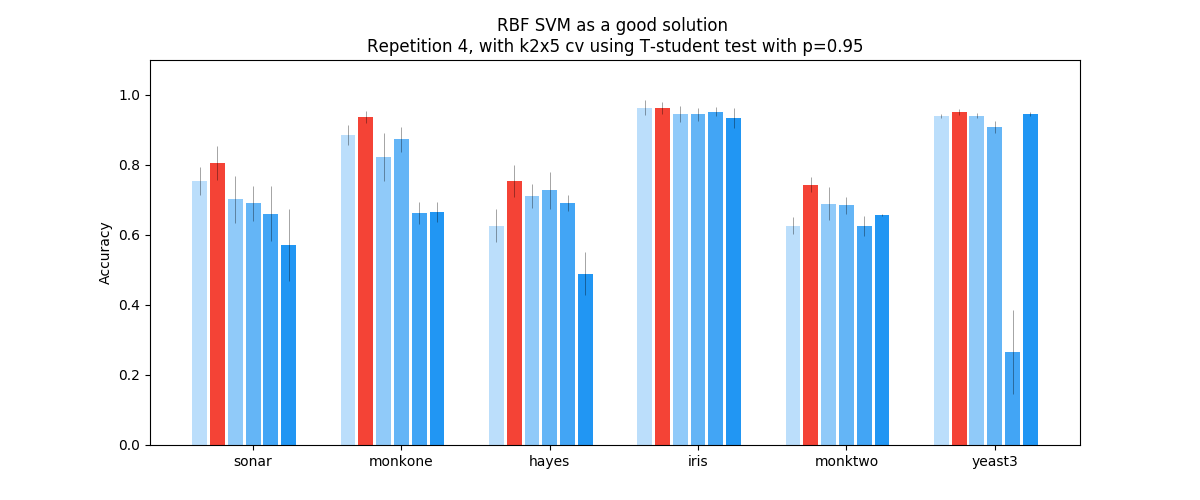 RBF SVM as a good solution
Repetition 4, with k2x5 cv using T-student test with p=0.95
Accuracy
1.0
0.8
0.6
0.4
0.2
0.0
sonar monkone hayes iris monktwo yeast3